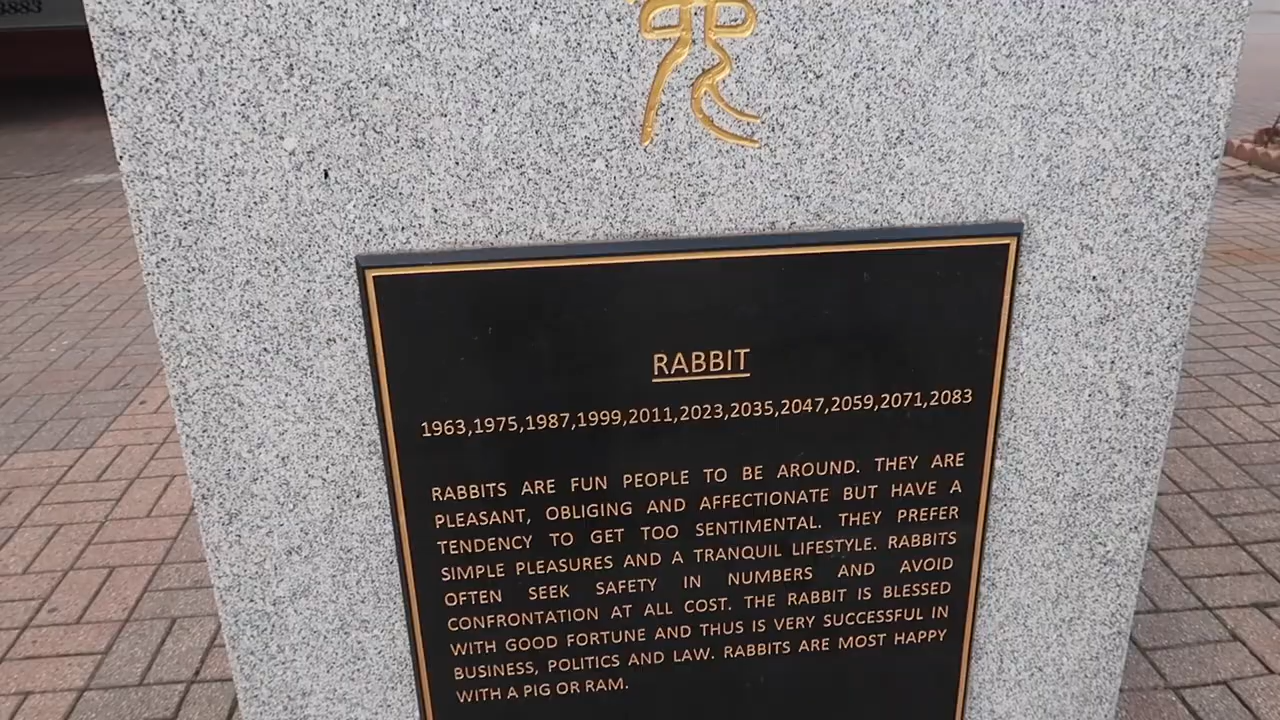 RABBIT
1963,1975,1987,1999,2011,2023,2035,2047,2059,2071,2083
RABBITS ARE FUN PEOPLE TO BE AROUND. THEY ARE
PLEASANT, OBLIGING AND AFFECTIONATE BUT HAVE A
TENDENCY TO GET TOO SENTIMENTAL. THEY PREFER
SIMPLE PLEASURES AND A TRANQUIL LIFESTYLE. RABBITS
OFTEN SEEK SAFETY IN NUMBERS AND AVOID
CONFRONTATION AT ALL COST. THE RABBIT IS BLESSED
WITH GOOD FORTUNE AND THUS IS VERY SUCCESSFUL IN
BUSINESS, POLITICS AND LAW. RABBITS ARE MOST HAPPY
WITH A PIG OR RAM.